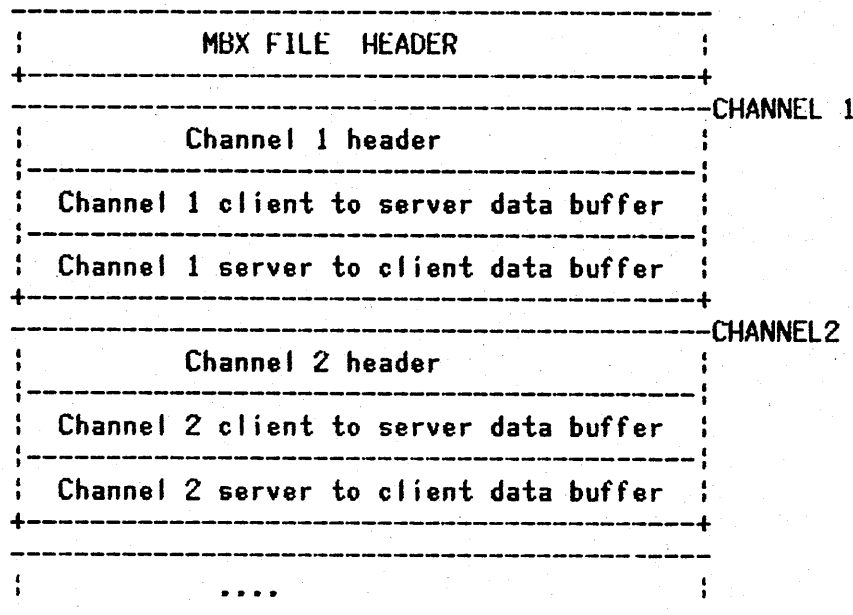 MBX FILE HEADER
CHANNEL 1
Channel 1 header
Channel 1 client to server data buffer
Channel 1 server to client data buffer
CHANNEL2
Channel 2 header
Channel 2 client to server data buffer
Channel 2 server to client data buffer
....